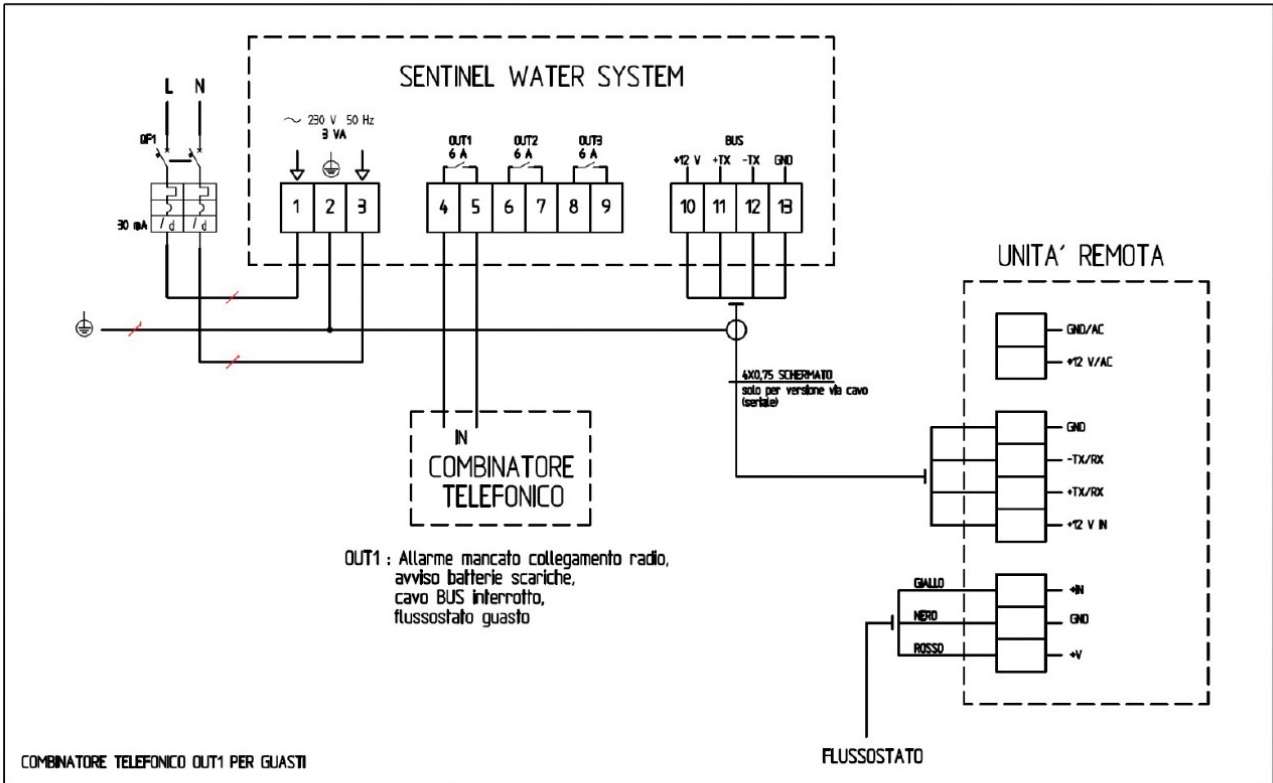 SENTINEL WATER SYSTEM
L N
QF1
30 mA
/d /d
~ 230 V 50 Hz
3 VA
1 2 3
OUT1 OUT2 OUT3
6 A 6 A 6 A
4 5 6 7 8 9
BUS
+12 V +TX -TX GND
10 11 12 13
4X0,75 SCHERMATO
solo per versione via cavo
(seriale)
IN
COMBINATORE
TELEFONICO
OUT1 : Allarme mancato collegamento radio,
avviso batterie scariche,
cavo BUS interrotto,
flussostato guasto
UNITA' REMOTA
GND/AC
+12 V/AC
GND
-TX/RX
+TX/RX
+12 V IN
GIALLO +IN
NERO GND
ROSSO +V
FLUSSOSTATO
COMBINATORE TELEFONICO OUT1 PER GUASTI